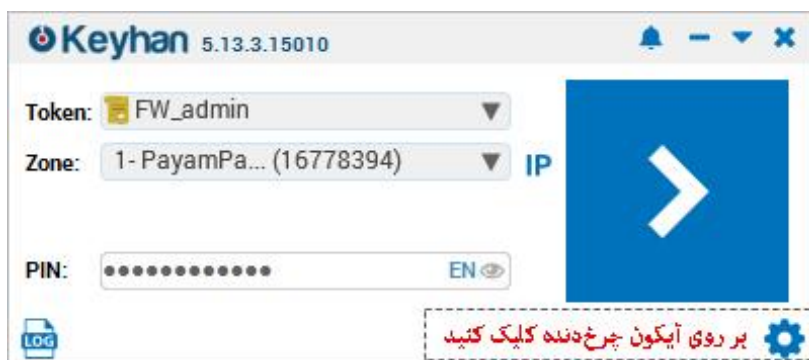 Keyhan 5.13.3.15010
Token: FW_admin
Zone: 1- PayamPa... (16778394) IP
PIN: ●●●●●●●●●●●● EN
LOG
بر روی آیکون چرخ‌دنده کلیک کنید